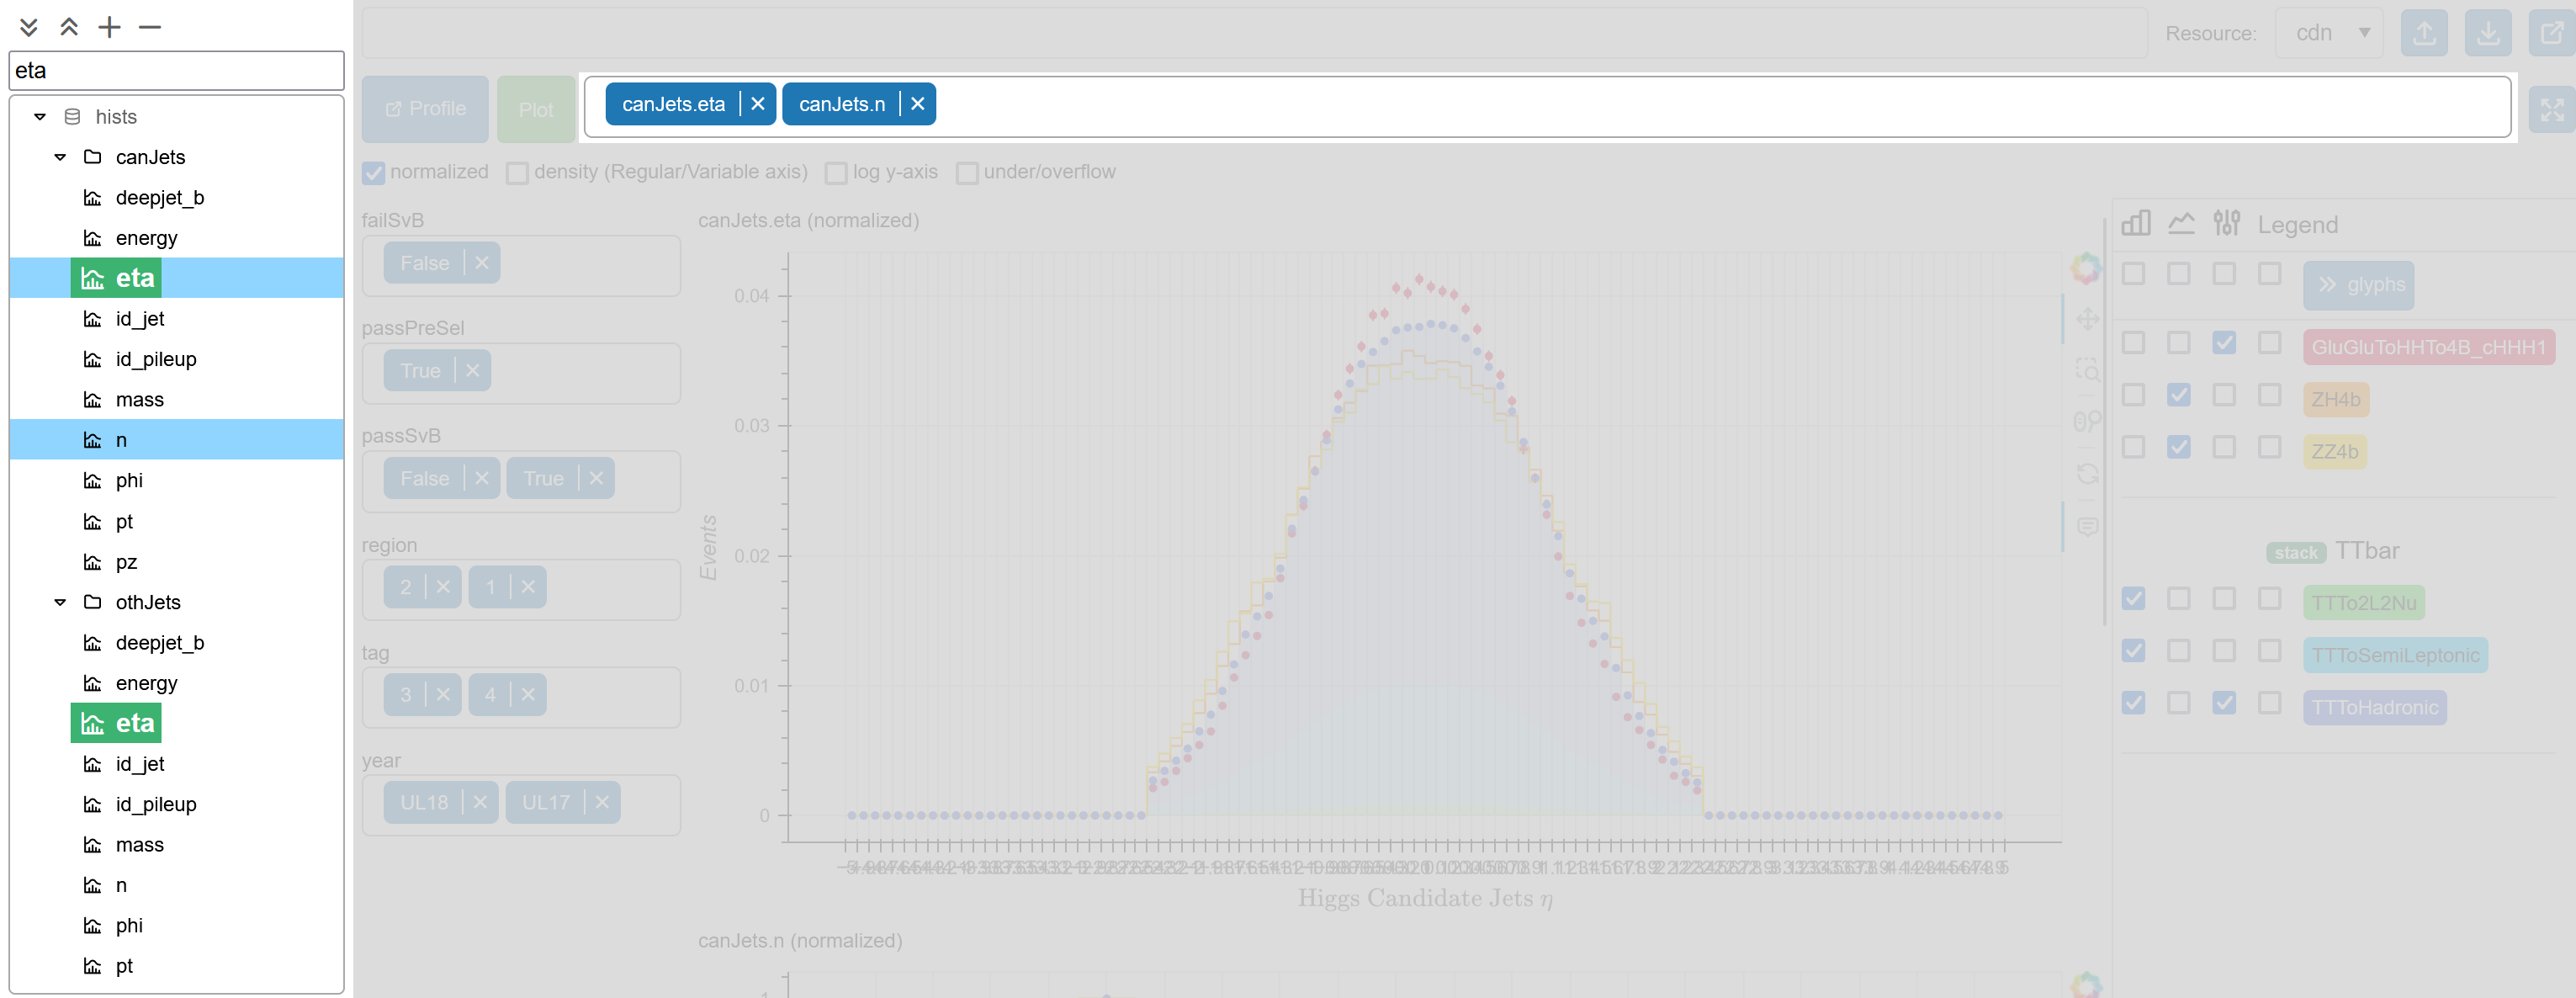 eta
hists
canJets
deepjet_b
energy
eta
id_jet
id_pileup
mass
n
phi
pt
pz
othJets
deepjet_b
energy
eta
id_jet
id_pileup
mass
n
phi
pt
Resource: cdn
Profile Plot canJets.eta canJets.n
normalized density (Regular/Variable axis) log y-axis under/overflow
failSvB
False
passPreSel
True
passSvB
False True
region
2 1
tag
3 4
year
UL18 UL17
canJets.eta (normalized)
0.04
0.03
0.02
0.01
0
Events
Higgs Candidate Jets η
canJets.n (normalized)
1
Legend
glyphs
GluGluToHHTo4B_cHHH1
ZH4b
ZZ4b
stack TTbar
TTTo2L2Nu
TTToSemiLeptonic
TTToHadronic